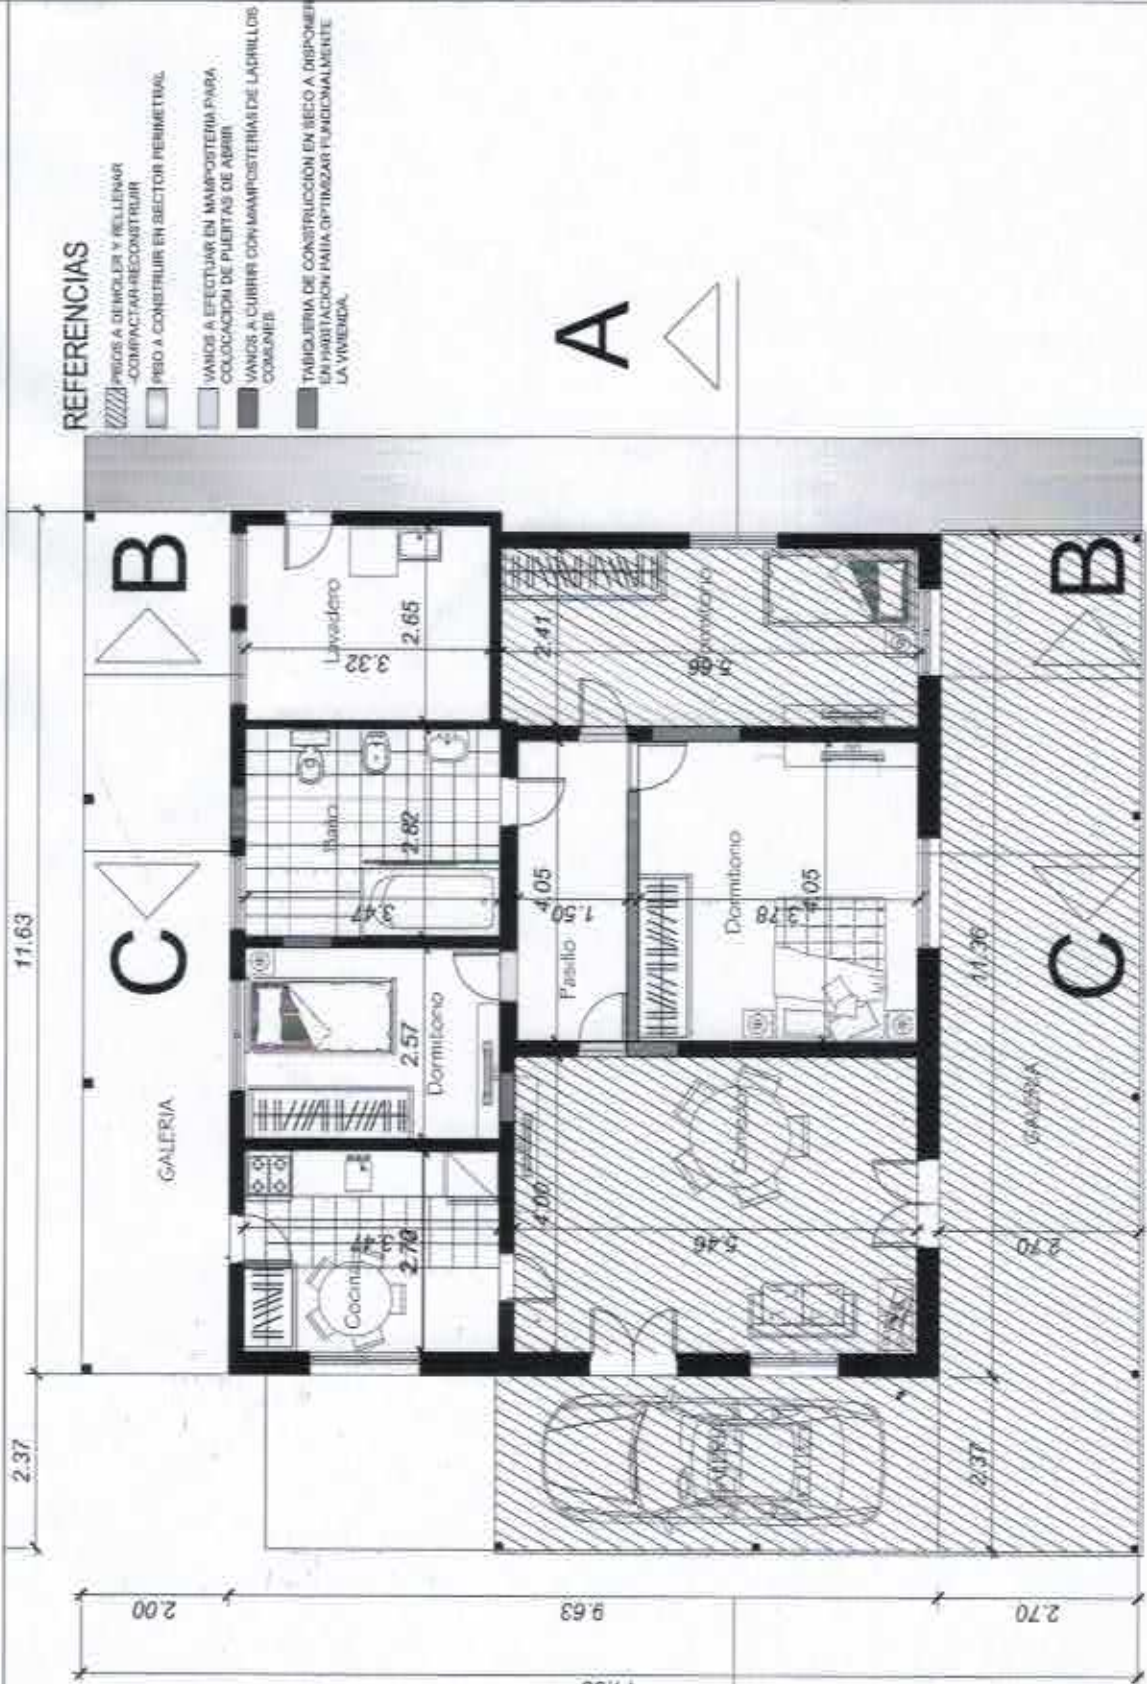 REFERENCIAS
PISOS A DEMOLER Y RELLENAR
-COMPACTAR-RECONSTRUIR
PISO A CONSTRUIR EN SECTOR PERIMETRAL
VANOS A EFECTUAR EN MAMPOSTERIA PARA
COLOCACION DE PUERTAS DE ABRIR
VANOS A CUBRIR CON MAMPOSTERIAS DE LADRILLOS
COMUNES
TABIQUERIA DE CONSTRUCCION EN SECO A DISPONER
EN HABITACION PARA OPTIMIZAR FUNCIONALMENTE
LA VIVIENDA.
A
2.37
11.63
C
B
GALERIA
Cocina
3.47
2.70
Dormitorio
2.57
Baño
3.47
2.82
Lavadero
3.32
2.65
Comedor
4.00
5.46
Pasillo
4.05
1.50
Dormitorio
3.78
4.05
Dormitorio
2.41
5.66
GALERIA
2.70
2.37
11.36
C
B
2.00
9.63
2.70